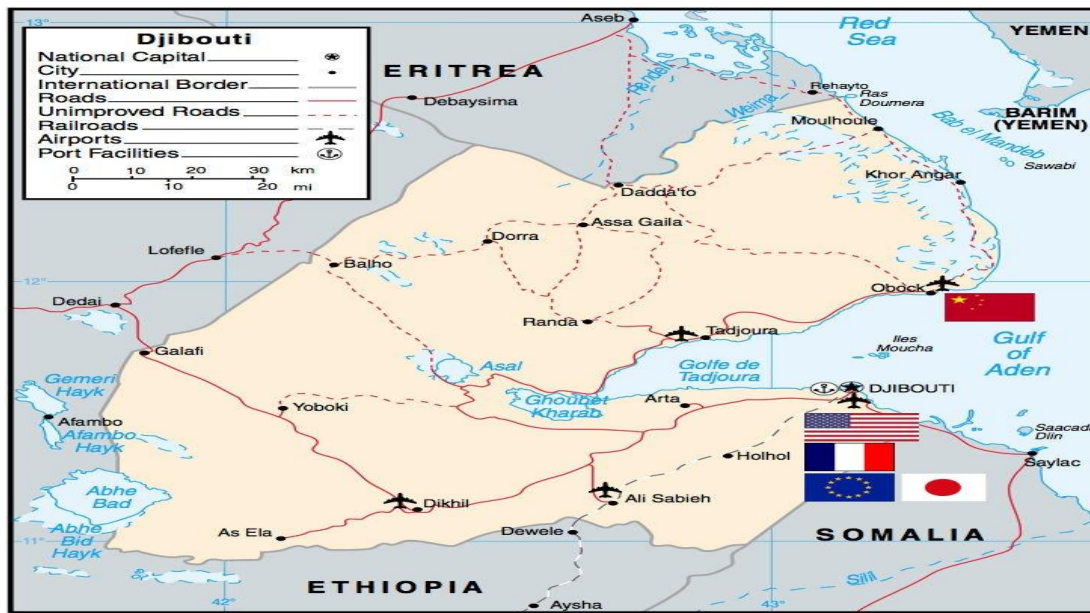 Djibouti
National Capital
City
International Border
Roads
Unimproved Roads
Railroads
Airports
Port Facilities
0 10 20 30 km
0 10 20 mi
13°
12°
12°
11°
11°
42
43
ERITREA
ETHIOPIA
SOMALIA
YEMEN
BARIM
(YEMEN)
Red
Sea
Bab el Mandeb
Gulf
of
Aden
Aseb
Debaysima
Rehayto
Ras
Doumera
Weima
Moulhoule
Sawabi
Khor Angar
Dadda'to
Assa Gaila
Dorra
Lofefle
Balho
Dedai
Galafi
Obock
Randa
Tadjoura
Iles
Moucha
Golfe de
Tadjoura
Asal
Ghoubet
Kharab
DJIBOUTI
Arta
Yoboki
Gemeri
Hayk
Afambo
Afambo
Hayk
Abhe
Bad
Abhe
Bid
Hayk
Holhol
Saacada
Diin
Saylac
Dikhil
Ali Sabieh
As Ela
Dewele
Aysha
Silil